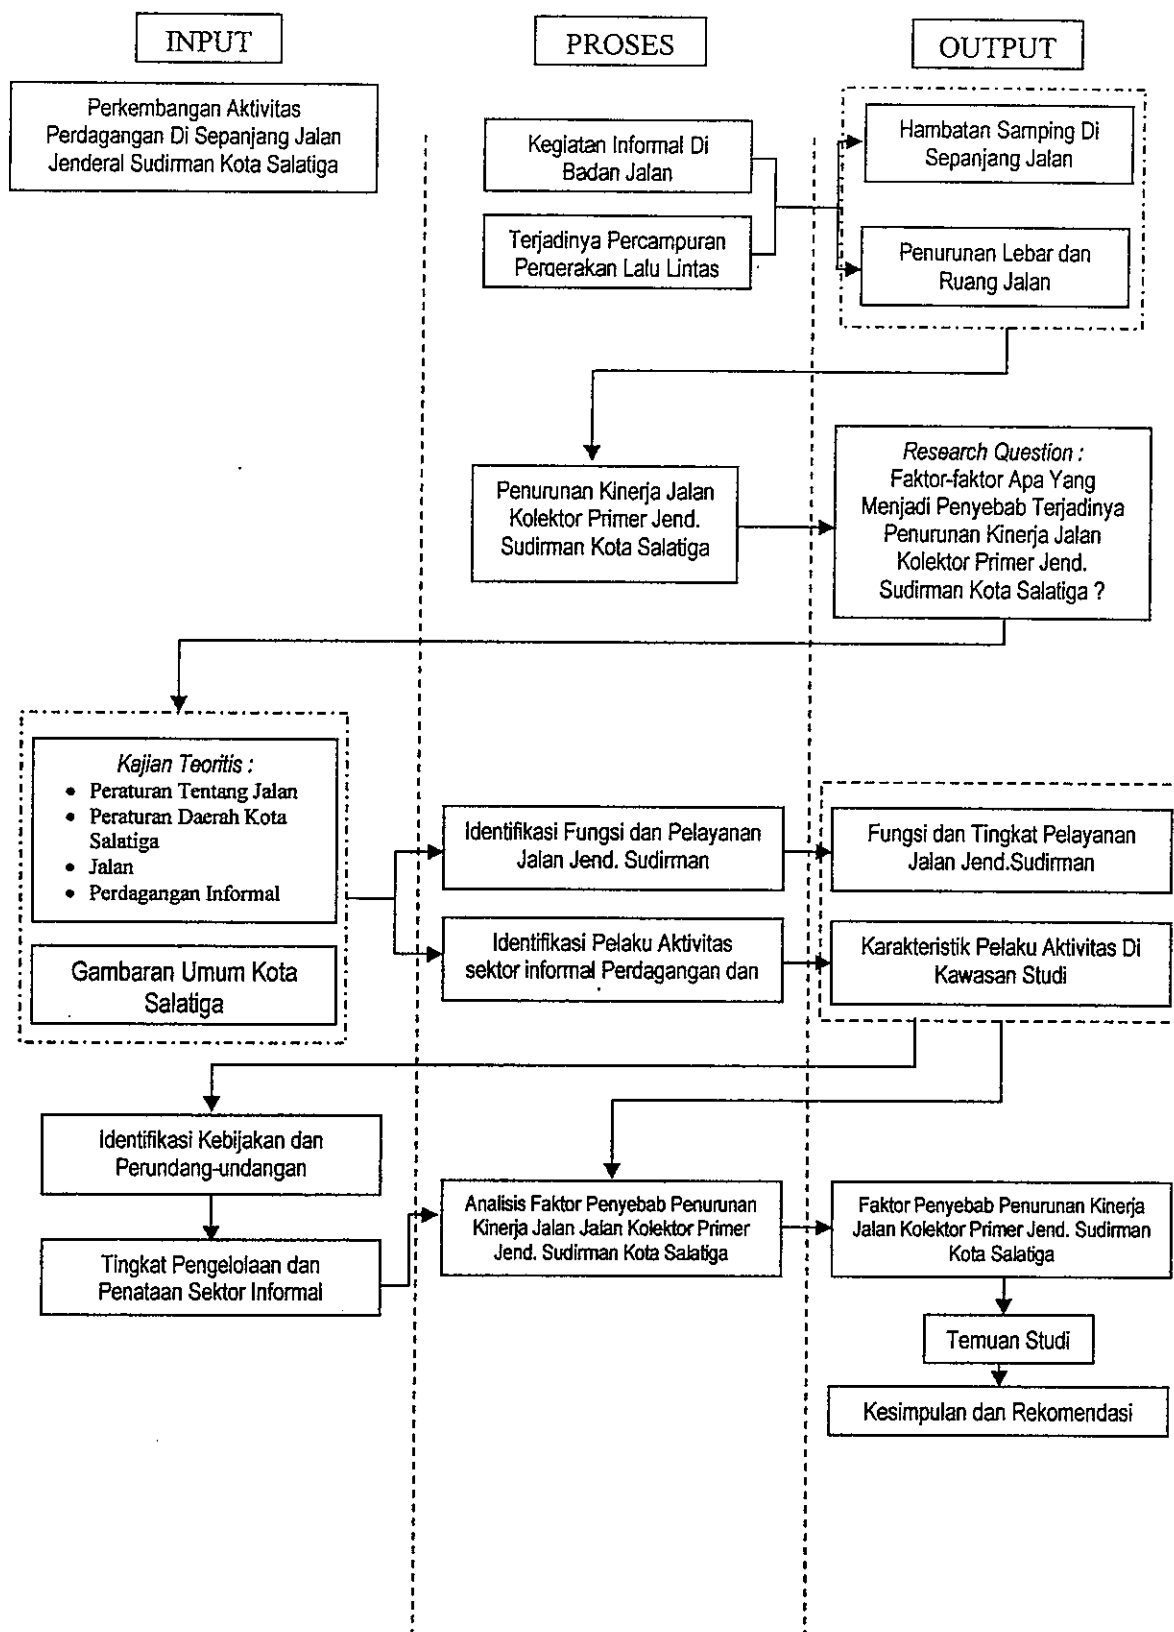 INPUT
PROSES
OUTPUT
Perkembangan Aktivitas
Perdagangan Di Sepanjang Jalan
Jenderal Sudirman Kota Salatiga
Kegiatan Informal Di
Badan Jalan
Terjadinya Percampuran
Pergerakan Lalu Lintas
Hambatan Samping Di
Sepanjang Jalan
Penurunan Lebar dan
Ruang Jalan
Penurunan Kinerja Jalan
Kolektor Primer Jend.
Sudirman Kota Salatiga
Research Question :
Faktor-faktor Apa Yang
Menjadi Penyebab Terjadinya
Penurunan Kinerja Jalan
Kolektor Primer Jend.
Sudirman Kota Salatiga ?
Kajian Teoritis :
• Peraturan Tentang Jalan
• Peraturan Daerah Kota
Salatiga
• Jalan
• Perdagangan Informal
Gambaran Umum Kota
Salatiga
Identifikasi Fungsi dan Pelayanan
Jalan Jend. Sudirman
Fungsi dan Tingkat Pelayanan
Jalan Jend.Sudirman
Identifikasi Pelaku Aktivitas
sektor informal Perdagangan dan
Karakteristik Pelaku Aktivitas Di
Kawasan Studi
Identifikasi Kebijakan dan
Perundang-undangan
Tingkat Pengelolaan dan
Penataan Sektor Informal
Analisis Faktor Penyebab Penurunan
Kinerja Jalan Jalan Kolektor Primer
Jend. Sudirman Kota Salatiga
Faktor Penyebab Penurunan Kinerja
Jalan Kolektor Primer Jend. Sudirman
Kota Salatiga
Temuan Studi
Kesimpulan dan Rekomendasi